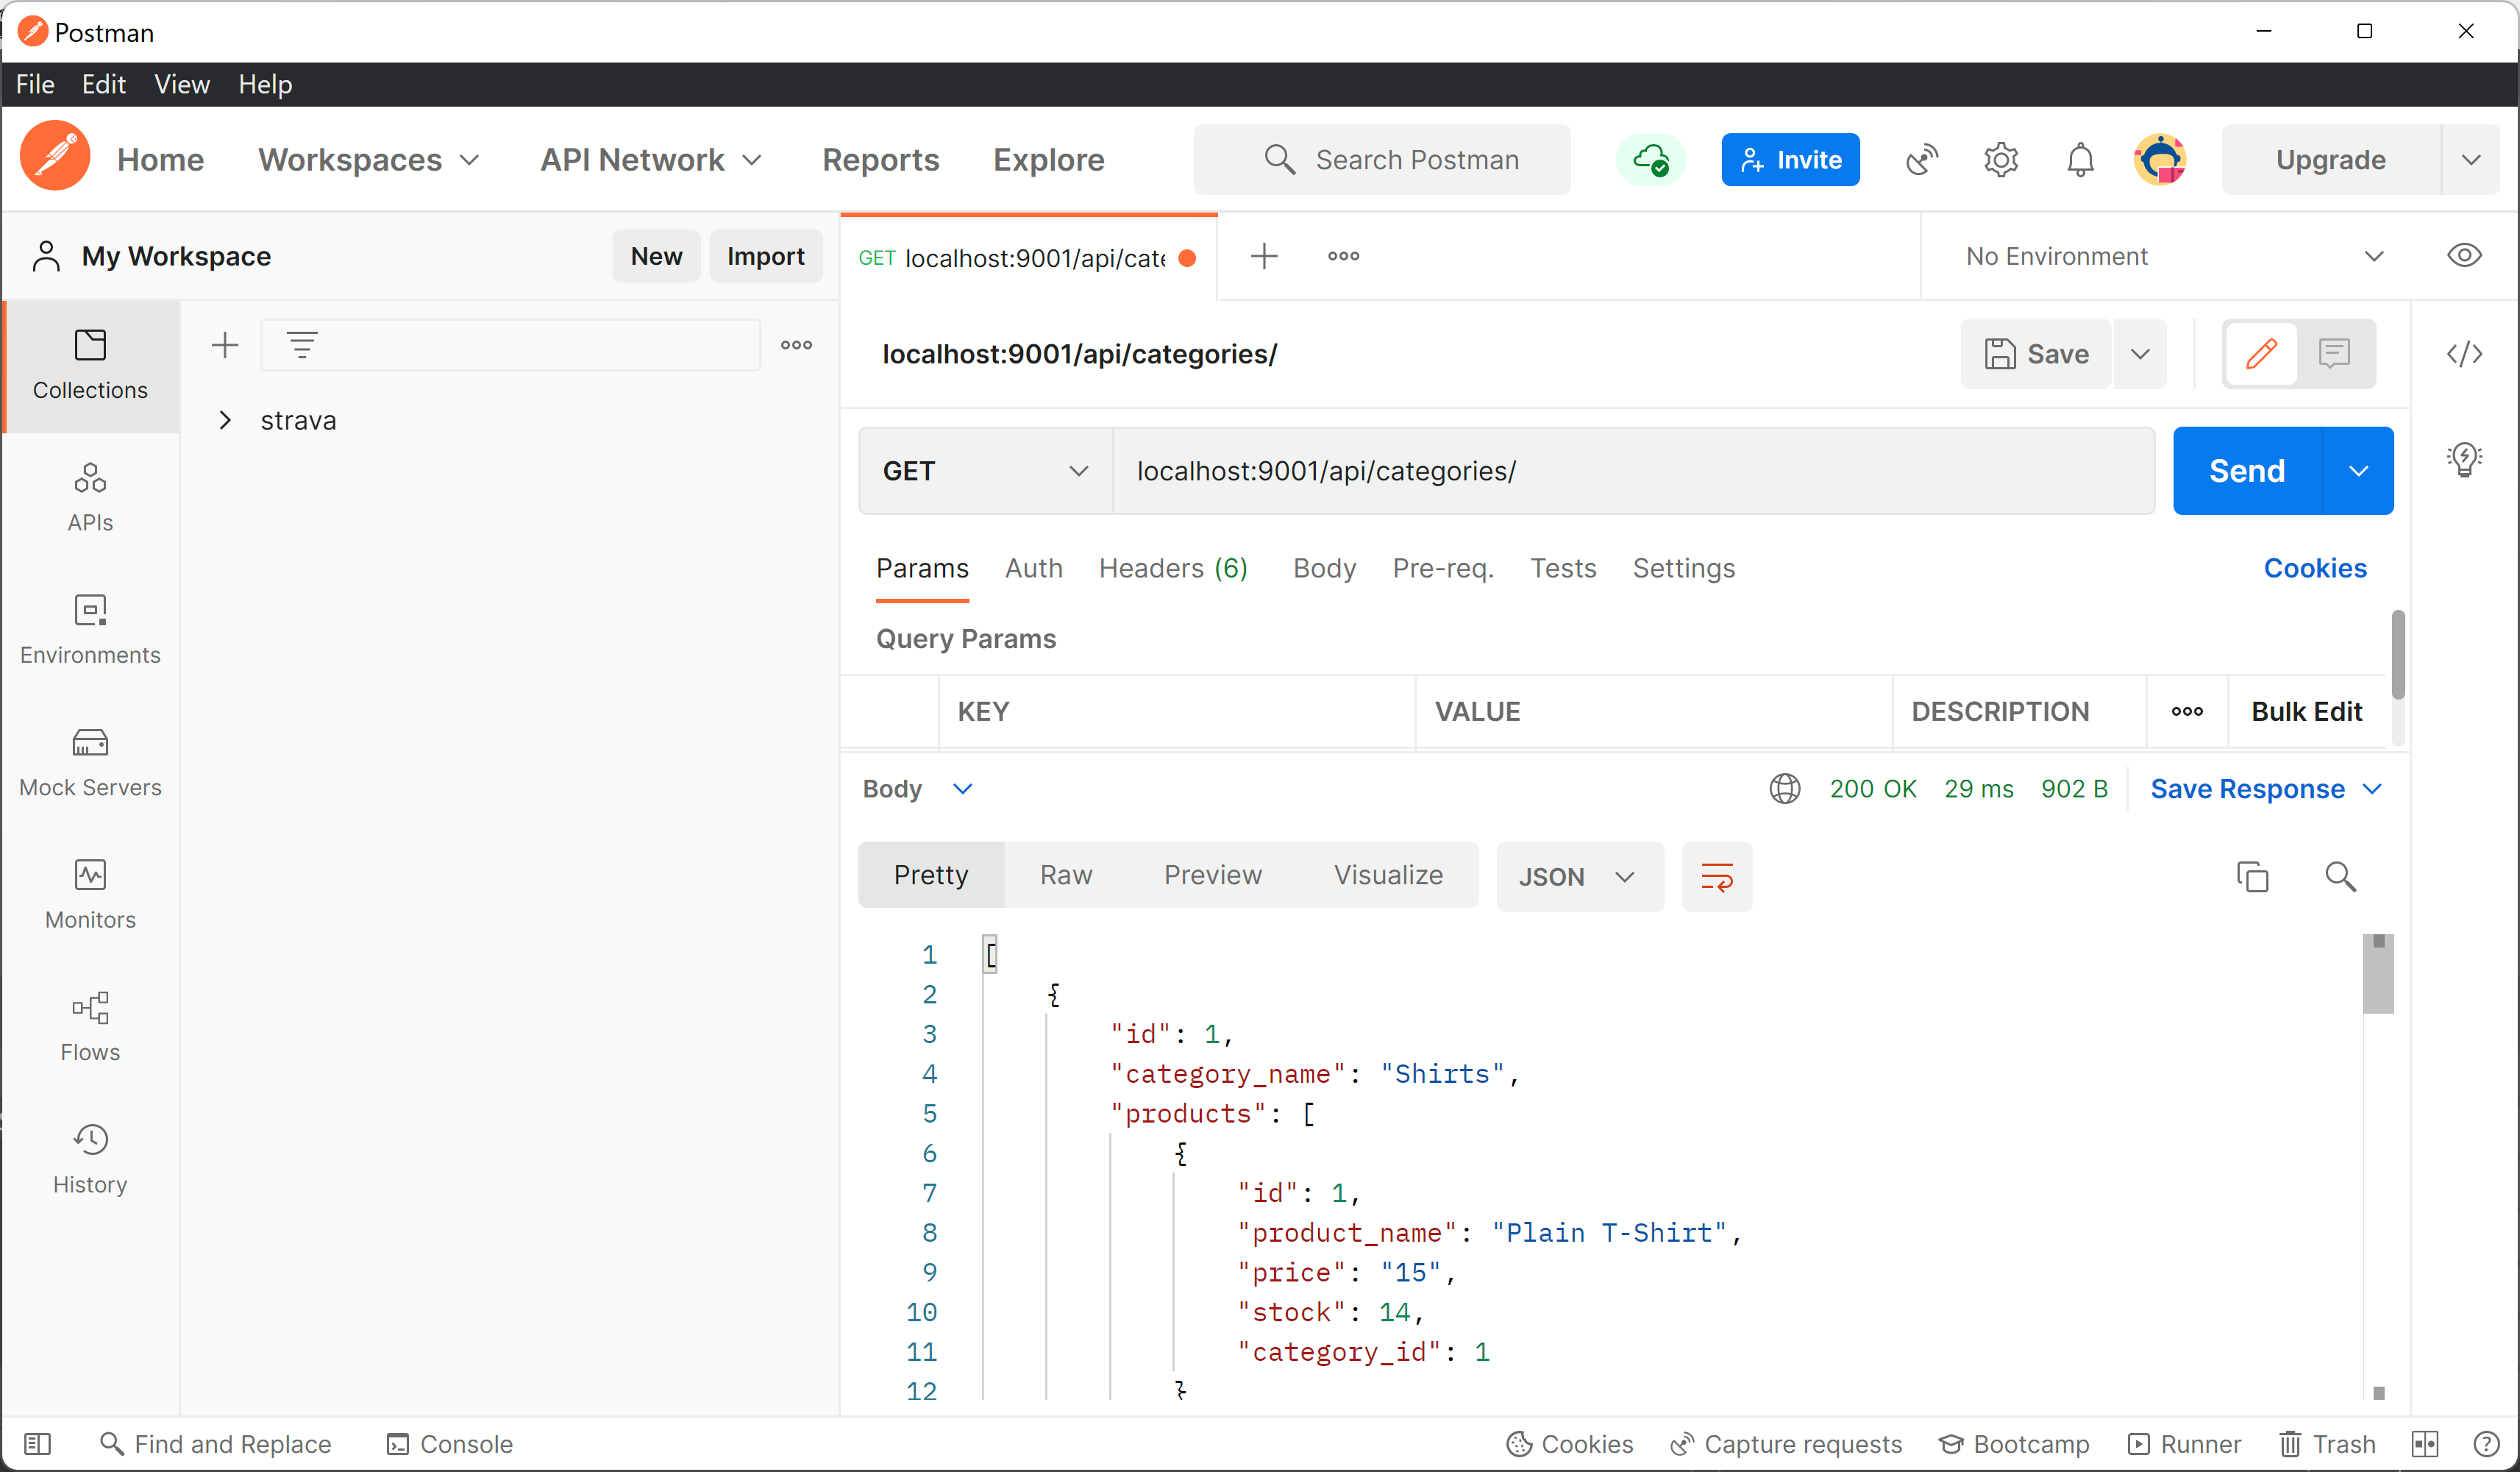 Postman
File Edit View Help
Home Workspaces API Network Reports Explore Search Postman Invite Upgrade
My Workspace New Import
GET localhost:9001/api/cate
No Environment
Collections
APIs
Environments
Mock Servers
Monitors
Flows
History
strava
localhost:9001/api/categories/
Save
GET localhost:9001/api/categories/ Send
Params Auth Headers (6) Body Pre-req. Tests Settings Cookies
Query Params
KEY VALUE DESCRIPTION Bulk Edit
Body 200 OK 29 ms 902 B Save Response
Pretty Raw Preview Visualize JSON
1 [
2 {
3 "id": 1,
4 "category_name": "Shirts",
5 "products": [
6 {
7 "id": 1,
8 "product_name": "Plain T-Shirt",
9 "price": "15",
10 "stock": 14,
11 "category_id": 1
12 }
Find and Replace Console Cookies Capture requests Bootcamp Runner Trash